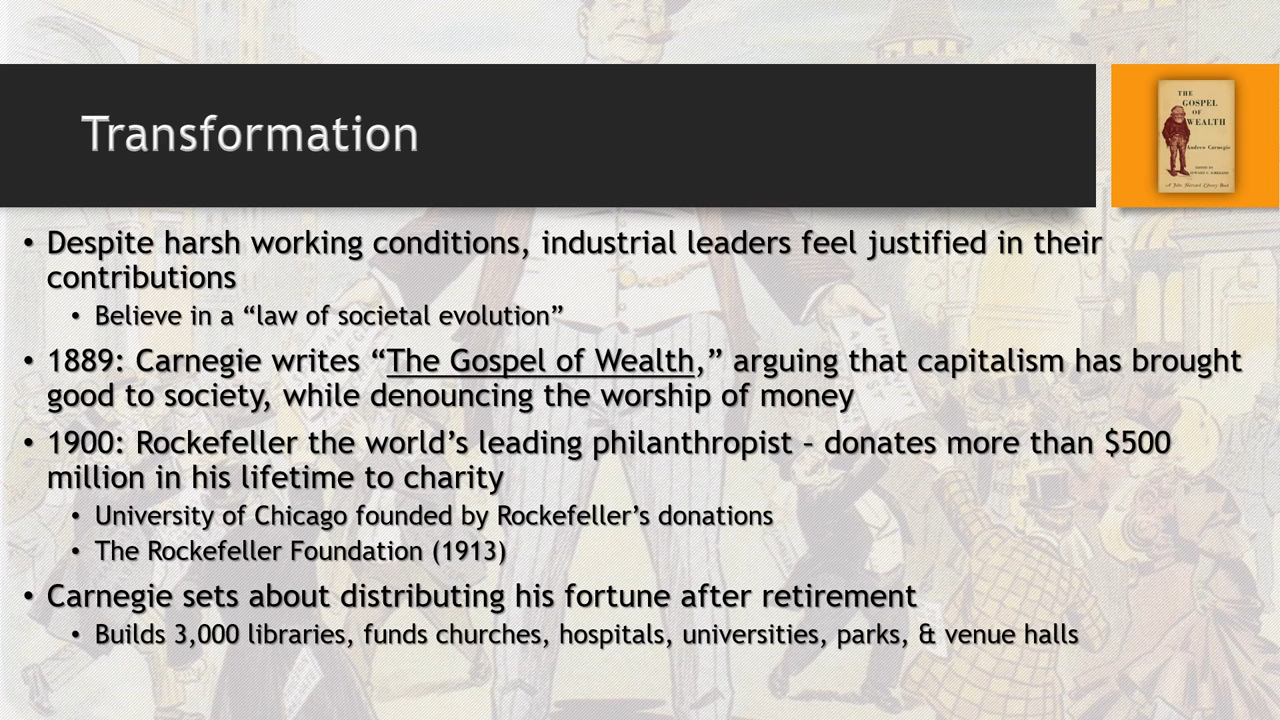 Transformation
THE
GOSPEL
OF
WEALTH
Andrew Carnegie
• Despite harsh working conditions, industrial leaders feel justified in their
contributions
• Believe in a “law of societal evolution”
• 1889: Carnegie writes “The Gospel of Wealth,” arguing that capitalism has brought
good to society, while denouncing the worship of money
• 1900: Rockefeller the world’s leading philanthropist – donates more than $500
million in his lifetime to charity
• University of Chicago founded by Rockefeller’s donations
• The Rockefeller Foundation (1913)
• Carnegie sets about distributing his fortune after retirement
• Builds 3,000 libraries, funds churches, hospitals, universities, parks, & venue halls